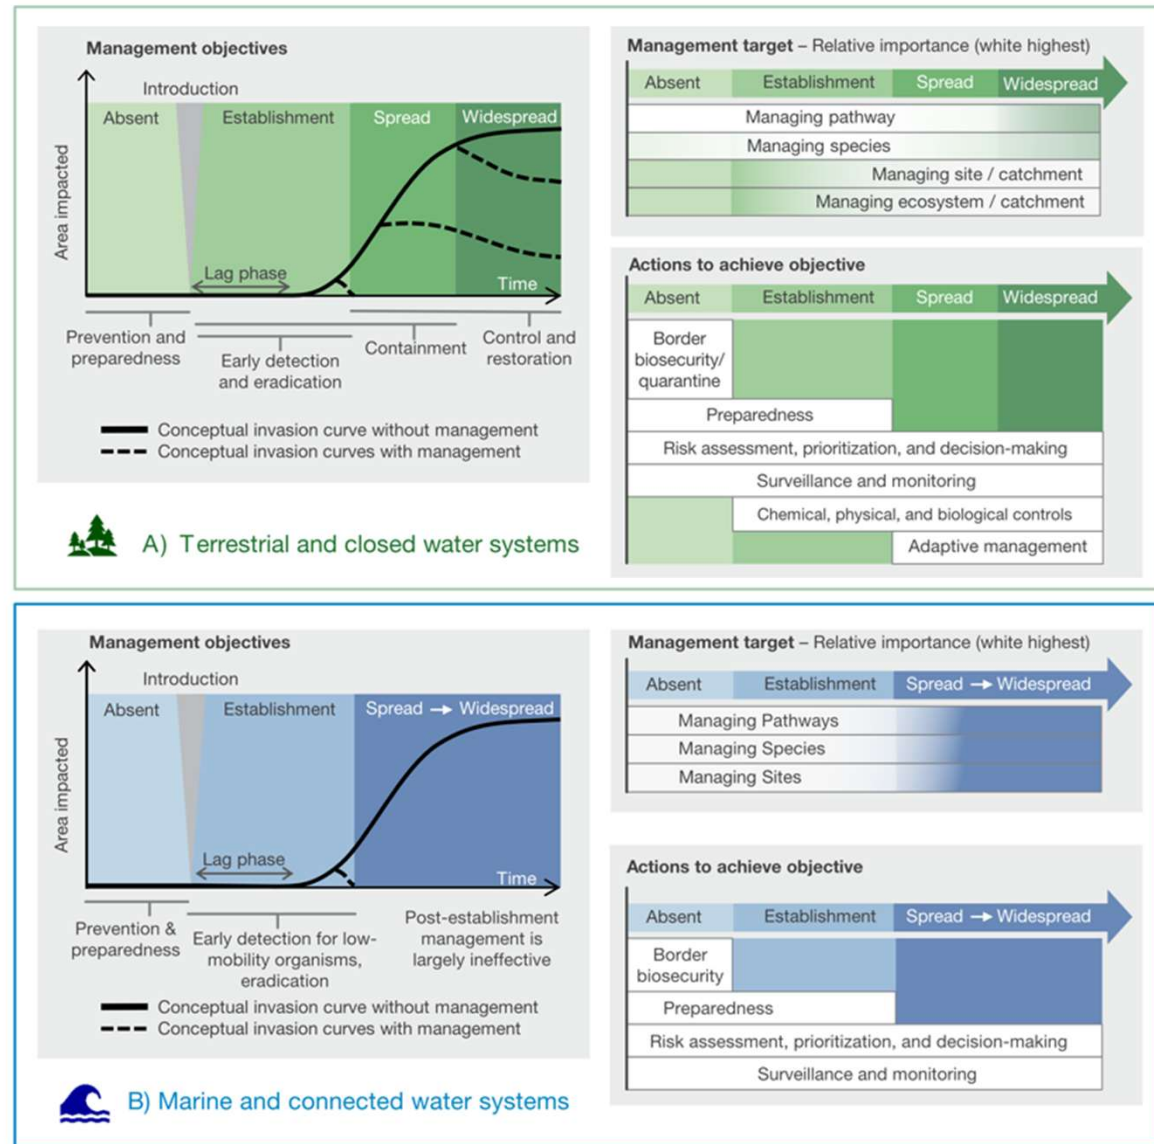 Management objectives
Introduction
Absent
Establishment
Spread
Widespread
Area impacted
Lag phase
Time
Prevention and
preparedness
Early detection
and eradication
Containment
Control and
restoration
Conceptual invasion curve without management
Conceptual invasion curves with management
A) Terrestrial and closed water systems
Management target – Relative importance (white highest)
Absent
Establishment
Spread
Widespread
Managing pathway
Managing species
Managing site / catchment
Managing ecosystem / catchment
Actions to achieve objective
Absent
Establishment
Spread
Widespread
Border
biosecurity/
quarantine
Preparedness
Risk assessment, prioritization, and decision-making
Surveillance and monitoring
Chemical, physical, and biological controls
Adaptive management
Management objectives
Introduction
Absent
Establishment
Spread → Widespread
Area impacted
Lag phase
Time
Prevention &
preparedness
Early detection for low-
mobility organisms,
eradication
Post-establishment
management is
largely ineffective
Conceptual invasion curve without management
Conceptual invasion curves with management
B) Marine and connected water systems
Management target – Relative importance (white highest)
Absent
Establishment
Spread → Widespread
Managing Pathways
Managing Species
Managing Sites
Actions to achieve objective
Absent
Establishment
Spread → Widespread
Border
biosecurity
Preparedness
Risk assessment, prioritization, and decision-making
Surveillance and monitoring